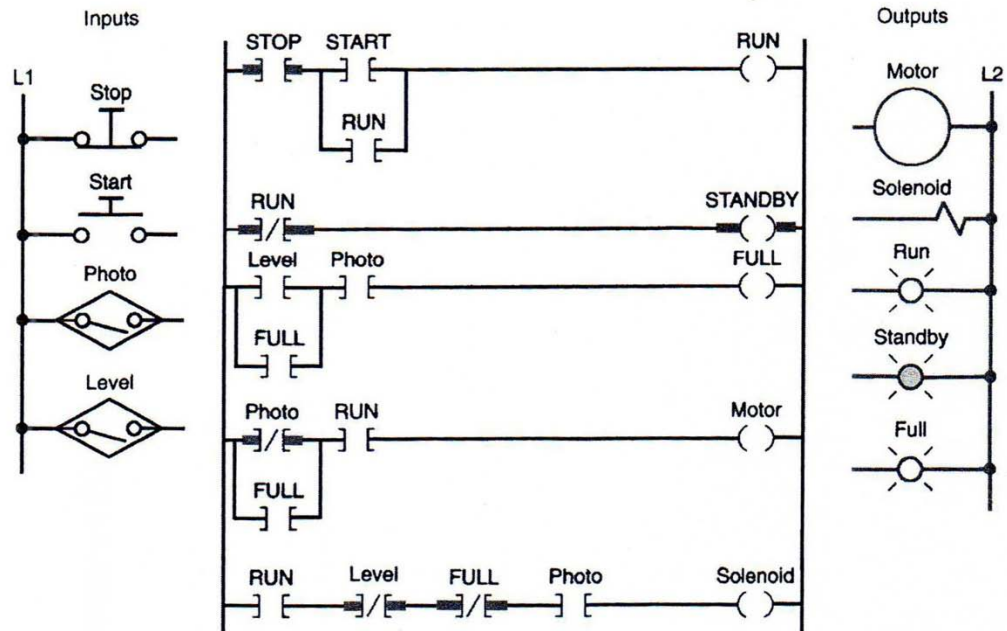 Inputs
Outputs
L1
Stop
Start
Photo
Level
STOP START RUN
RUN
RUN STANDBY
Level Photo FULL
FULL
Photo RUN Motor
FULL
RUN Level FULL Photo Solenoid
Motor L2
Solenoid
Run
Standby
Full